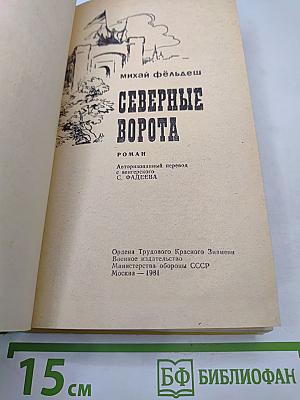 михай фёльдеш
СЕВЕРНЫЕ
ВОРОТА
РОМАН
Авторизованный перевод
с венгерского
С. ФАДЕЕВА
Ордена Трудового Красного Знамени
Военное издательство
Министерства обороны СССР
Москва — 1981
15 см
БФ БИБЛИОФАН